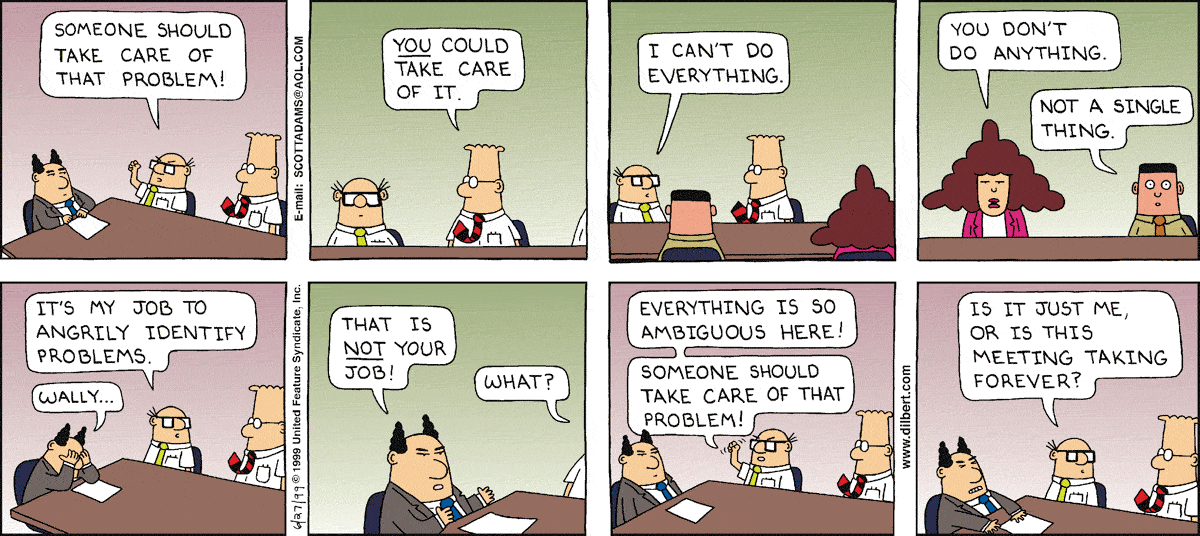 SOMEONE SHOULD
TAKE CARE OF
THAT PROBLEM!
E-mail: SCOTTADAMS@AOL.COM
YOU COULD
TAKE CARE
OF IT.
I CAN'T DO
EVERYTHING.
YOU DON'T
DO ANYTHING.
NOT A SINGLE
THING.
IT'S MY JOB TO
ANGRILY IDENTIFY
PROBLEMS.
WALLY...
6/27/99 © 1999 United Feature Syndicate, Inc.
THAT IS
NOT YOUR
JOB!
WHAT?
EVERYTHING IS SO
AMBIGUOUS HERE!
SOMEONE SHOULD
TAKE CARE OF THAT
PROBLEM!
www.dilbert.com
IS IT JUST ME,
OR IS THIS
MEETING TAKING
FOREVER?